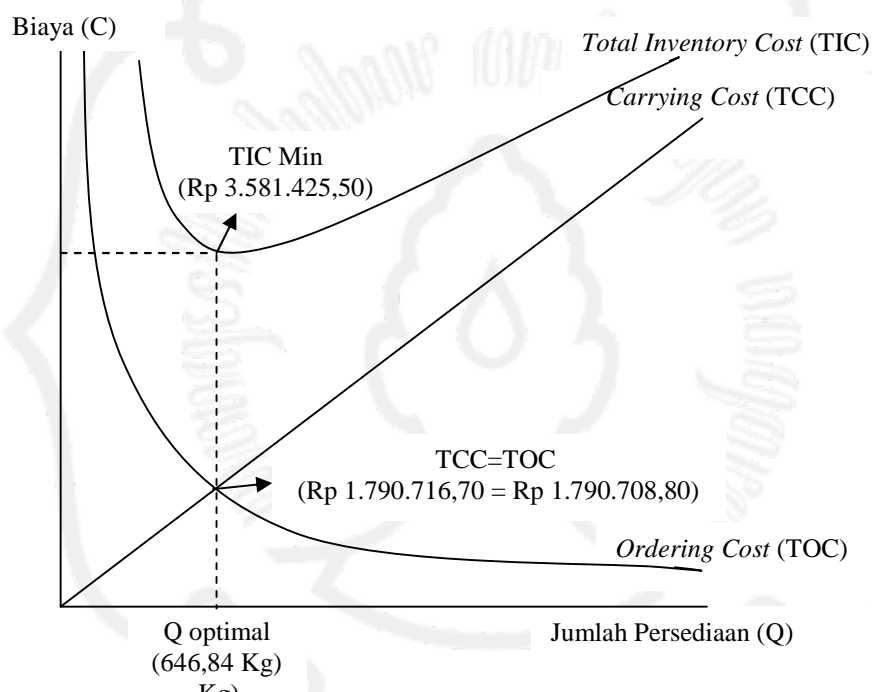 Biaya (C)
Total Inventory Cost (TIC)
Carrying Cost (TCC)
TIC Min
(Rp 3.581.425,50)
TCC=TOC
(Rp 1.790.716,70 = Rp 1.790.708,80)
Ordering Cost (TOC)
Q optimal
(646,84 Kg)
Kg)
Jumlah Persediaan (Q)